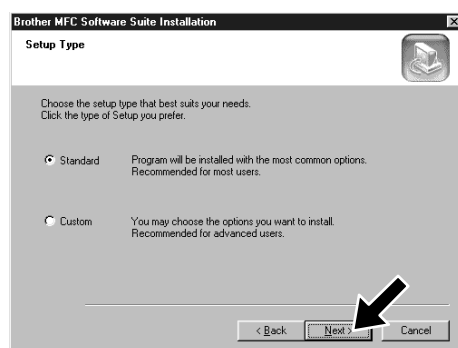 Brother MFC Software Suite Installation
Setup Type
Choose the setup type that best suits your needs.
Click the type of Setup you prefer.
Standard Program will be installed with the most common options.
Recommended for most users.
Custom You may choose the options you want to install.
Recommended for advanced users.
< Back Next > Cancel